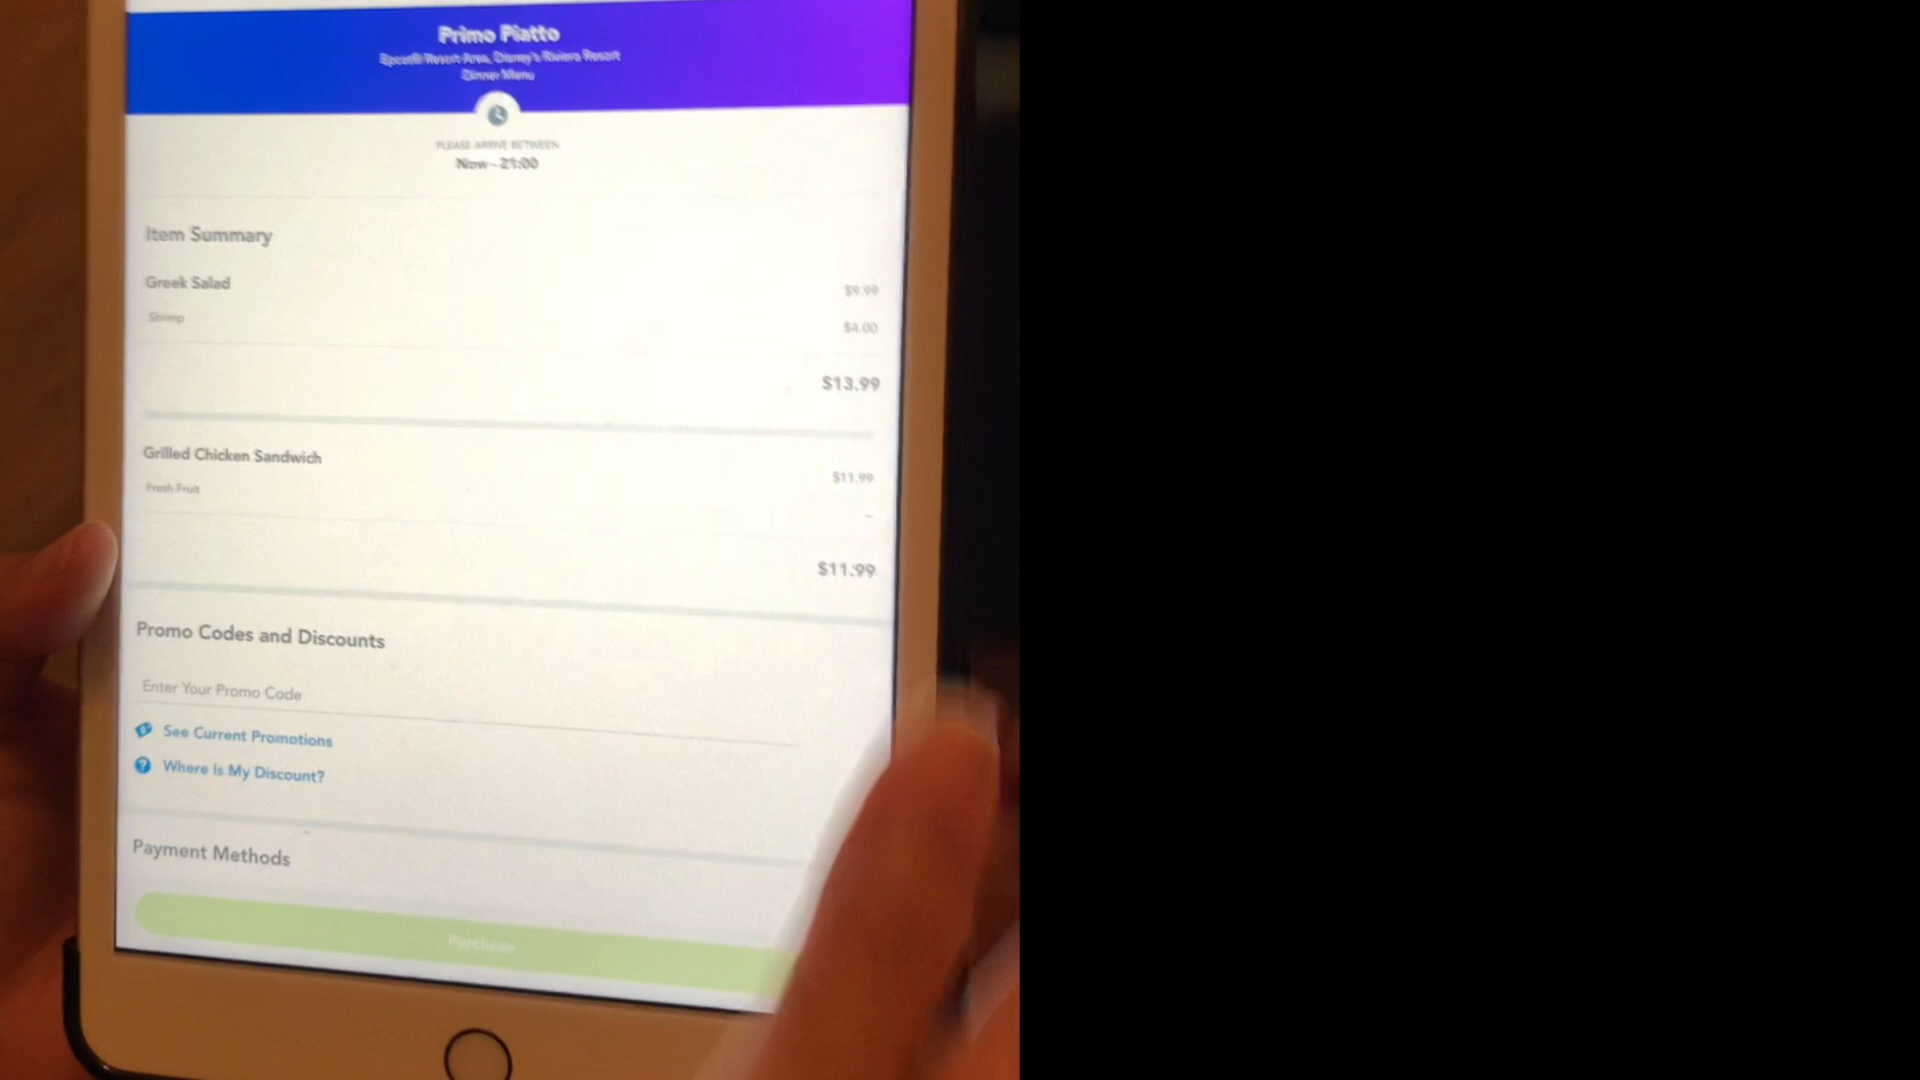 Primo Piatto
Epcot® Resort Area, Disney's Riviera Resort
Dinner Menu
PLEASE ARRIVE BETWEEN
Now - 21:00
Item Summary
Greek Salad
$9.99
Shrimp
$4.00
$13.99
Grilled Chicken Sandwich
$11.99
Fresh Fruit
--
$11.99
Promo Codes and Discounts
Enter Your Promo Code
See Current Promotions
? Where Is My Discount?
Payment Methods
Purchase